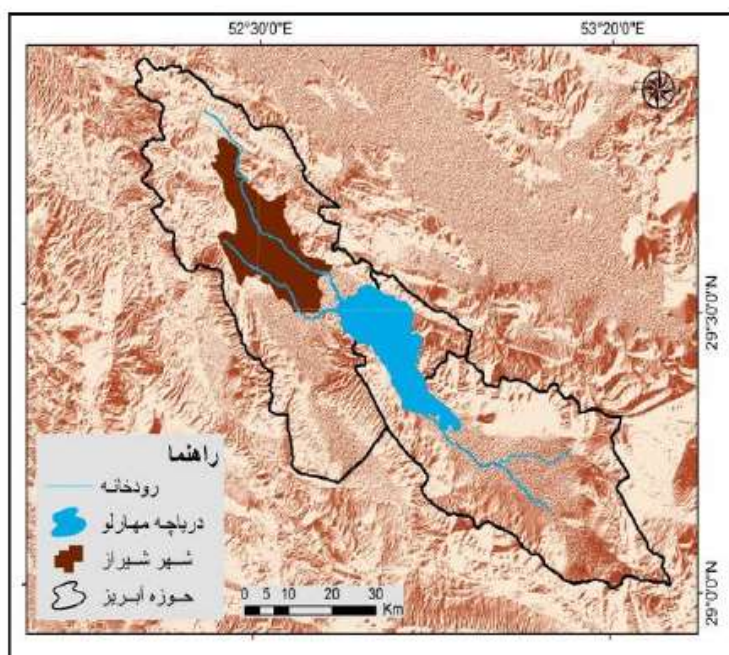 52°30'0"E
53°20'0"E
29°30'0"N
29°0'0"N
راهنما
رودخانه
دریاچه مهارلو
شهر شیراز
حوزه آبریز
0 5 10 20 30
Km